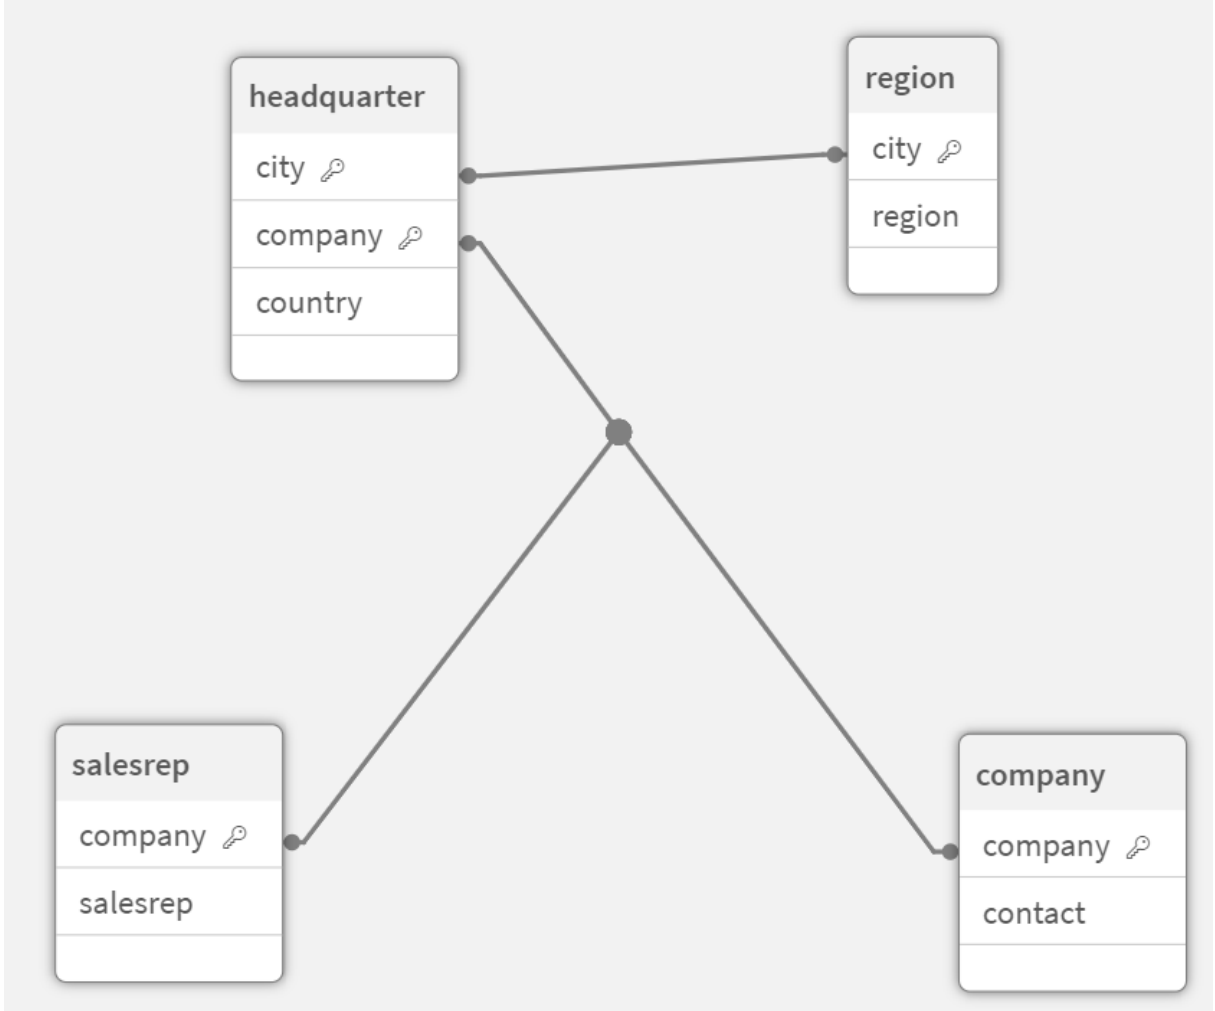 headquarter
city
company
country
region
city
region
salesrep
company
salesrep
company
company
contact